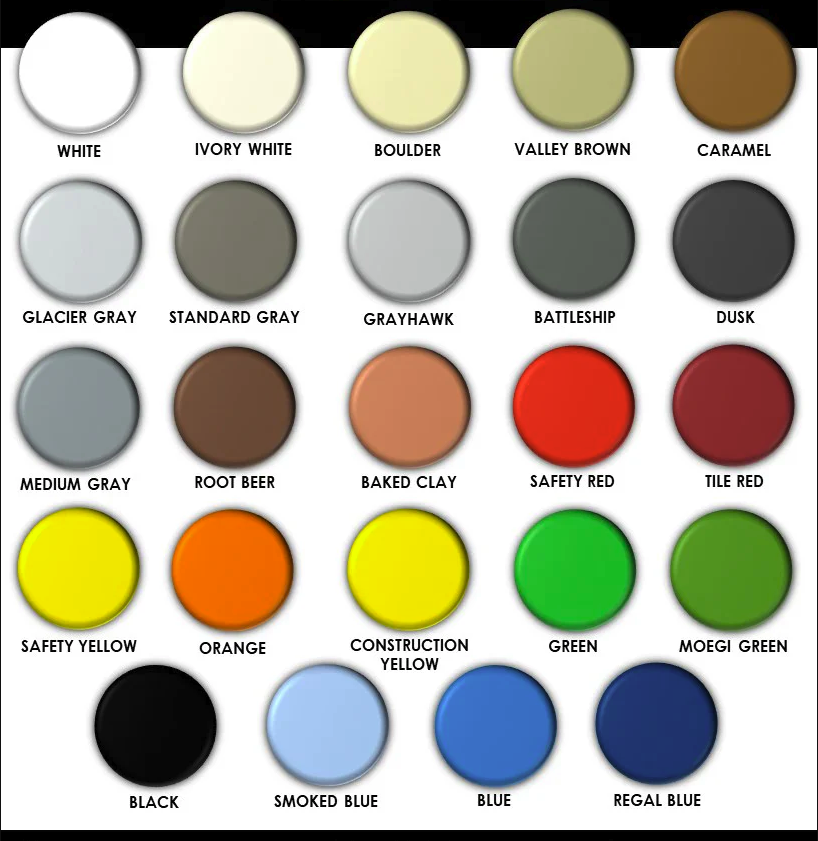 WHITE
IVORY WHITE
BOULDER
VALLEY BROWN
CARAMEL
GLACIER GRAY
STANDARD GRAY
GRAYHAWK
BATTLESHIP
DUSK
MEDIUM GRAY
ROOT BEER
BAKED CLAY
SAFETY RED
TILE RED
SAFETY YELLOW
ORANGE
CONSTRUCTION
YELLOW
GREEN
MOEGI GREEN
BLACK
SMOKED BLUE
BLUE
REGAL BLUE